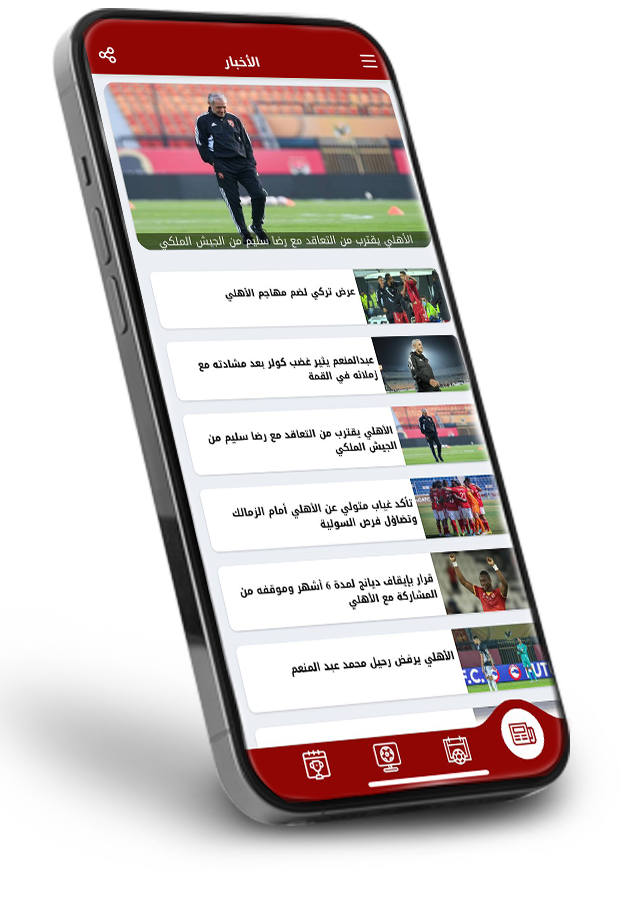 الأخبار
الأهلي يقترب من التعاقد مع رضا سليم من الجيش الملكي
عرض تركي لضم مهاجم الأهلي
عبدالمنعم يثير غضب كولر بعد مشادته مع
زملائه في القمة
الأهلي يقترب من التعاقد مع رضا سليم من
الجيش الملكي
تأكد غياب متولي عن الأهلي أمام الزمالك
وتضاؤل فرص السولية
قرار بإيقاف ديانج لمدة 6 أشهر وموقفه من
المشاركة مع الأهلي
الأهلي يرفض رحيل محمد عبد المنعم
F.C.
FUT